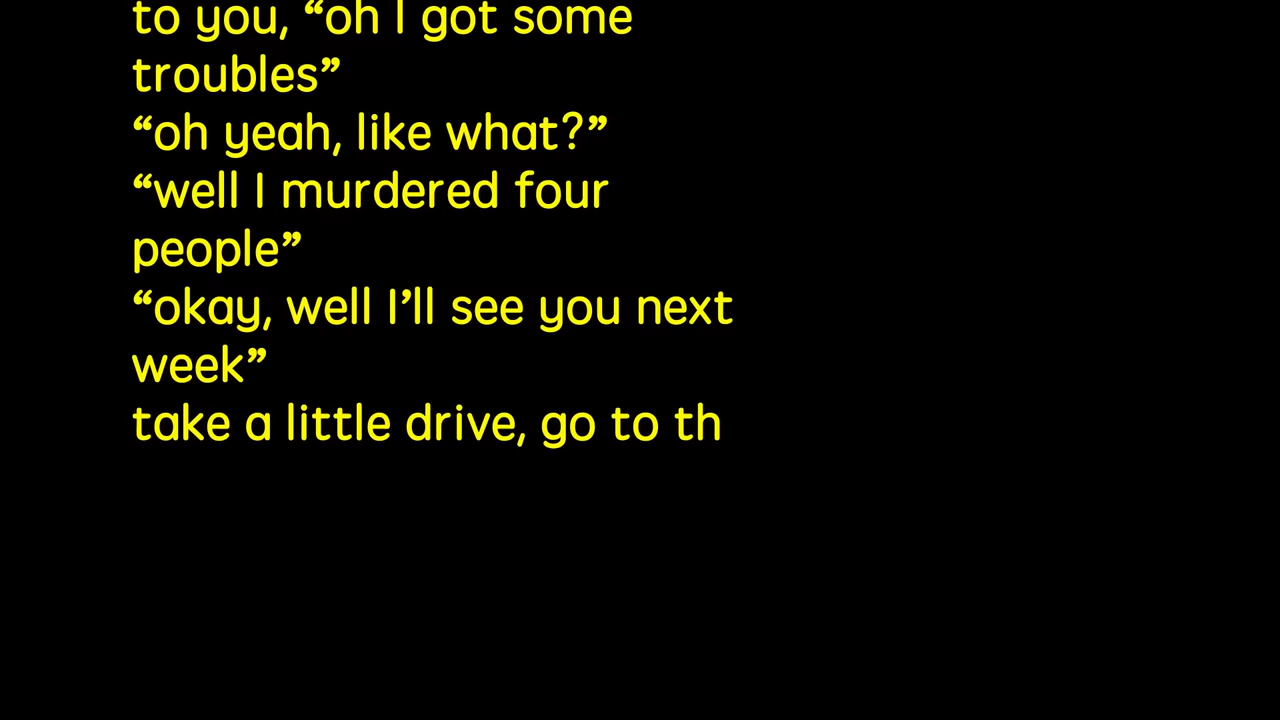 to you, “oh I got some
troubles”
“oh yeah, like what?”
“well I murdered four
people”
“okay, well I’ll see you next
week”
take a little drive, go to th